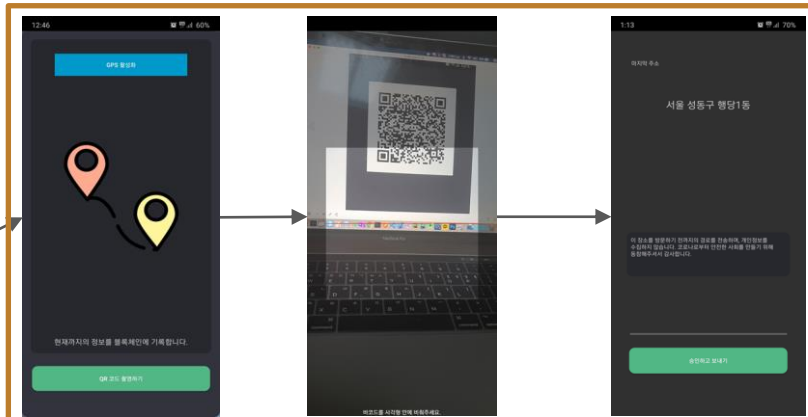 12:46
60%
GPS 활성화
현재까지의 정보를 블록체인에 기록합니다.
QR 코드 촬영하기
MacBook Pro
바코드를 사각형 안에 비춰주세요.
1:13
70%
마지막 주소
서울 성동구 행당1동
이 장소를 방문하기 전까지의 경로를 전송하며, 개인정보를
수집하지 않습니다. 코로나로부터 안전한 사회를 만들기 위해
동참해주셔서 감사합니다.
승인하고 보내기